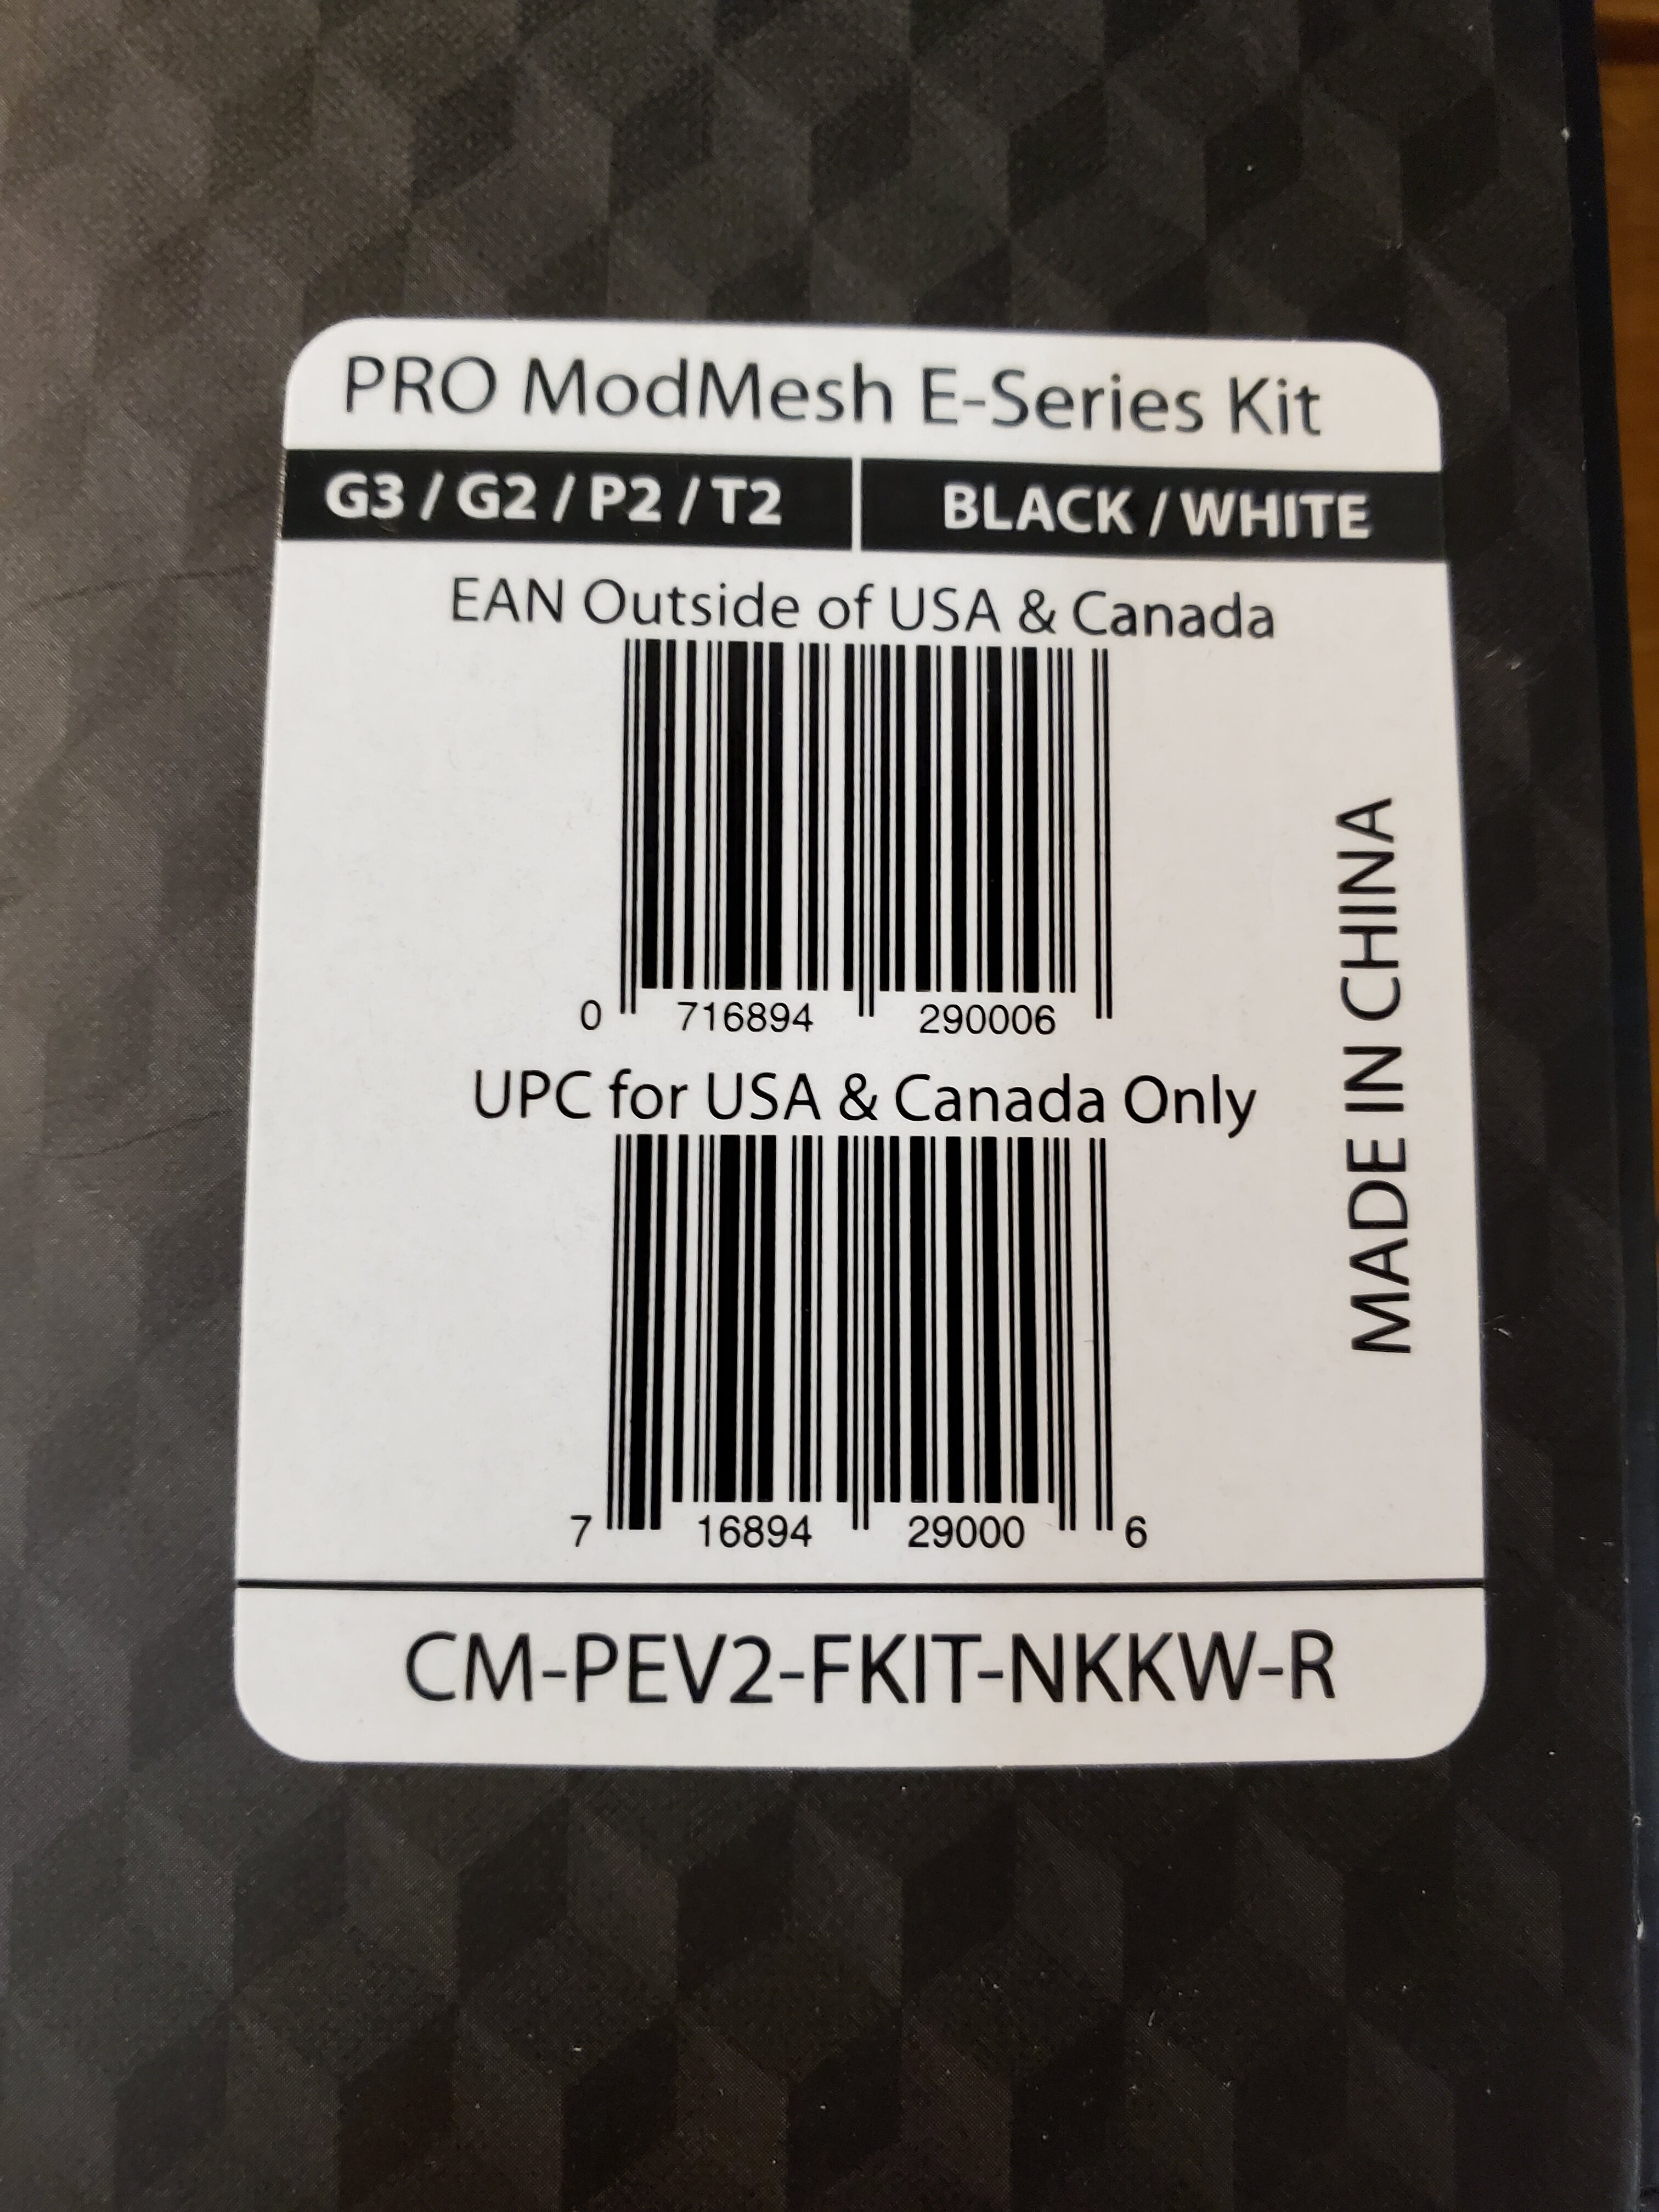 PRO ModMesh E-Series Kit
G3 / G2 / P2 / T2
BLACK / WHITE
EAN Outside of USA & Canada
0 716894 290006
UPC for USA & Canada Only
7 16894 29000 6
MADE IN CHINA
CM-PEV2-FKIT-NKKW-R